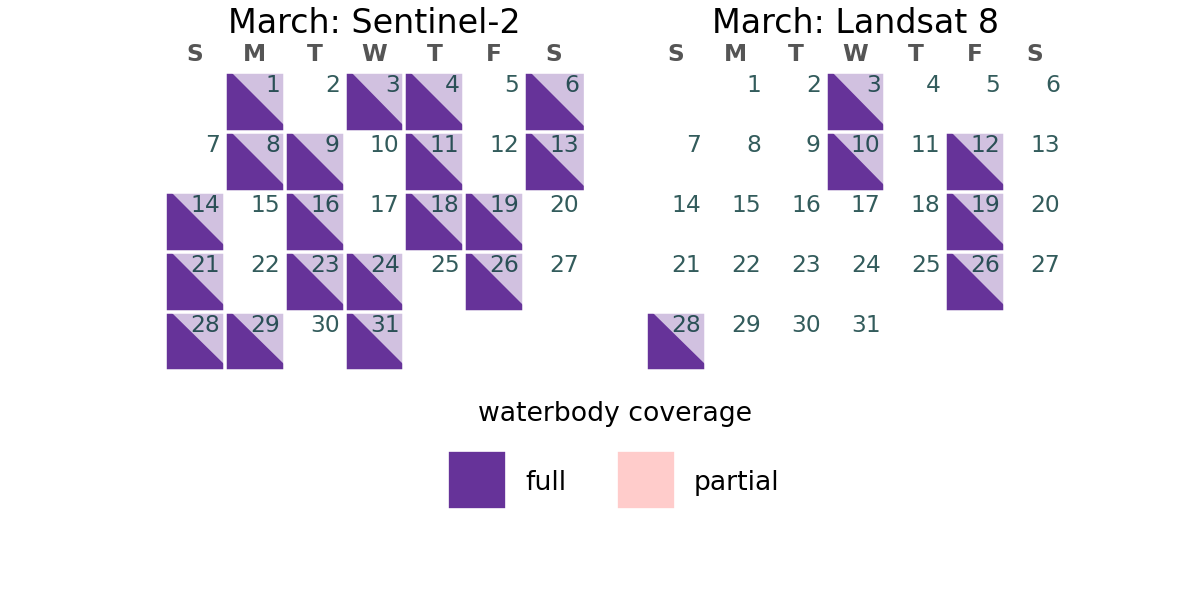 March: Sentinel-2
S M T W T F S
1 2 3 4 5 6
7 8 9 10 11 12 13
14 15 16 17 18 19 20
21 22 23 24 25 26 27
28 29 30 31
March: Landsat 8
S M T W T F S
1 2 3 4 5 6
7 8 9 10 11 12 13
14 15 16 17 18 19 20
21 22 23 24 25 26 27
28 29 30 31
waterbody coverage
full
partial